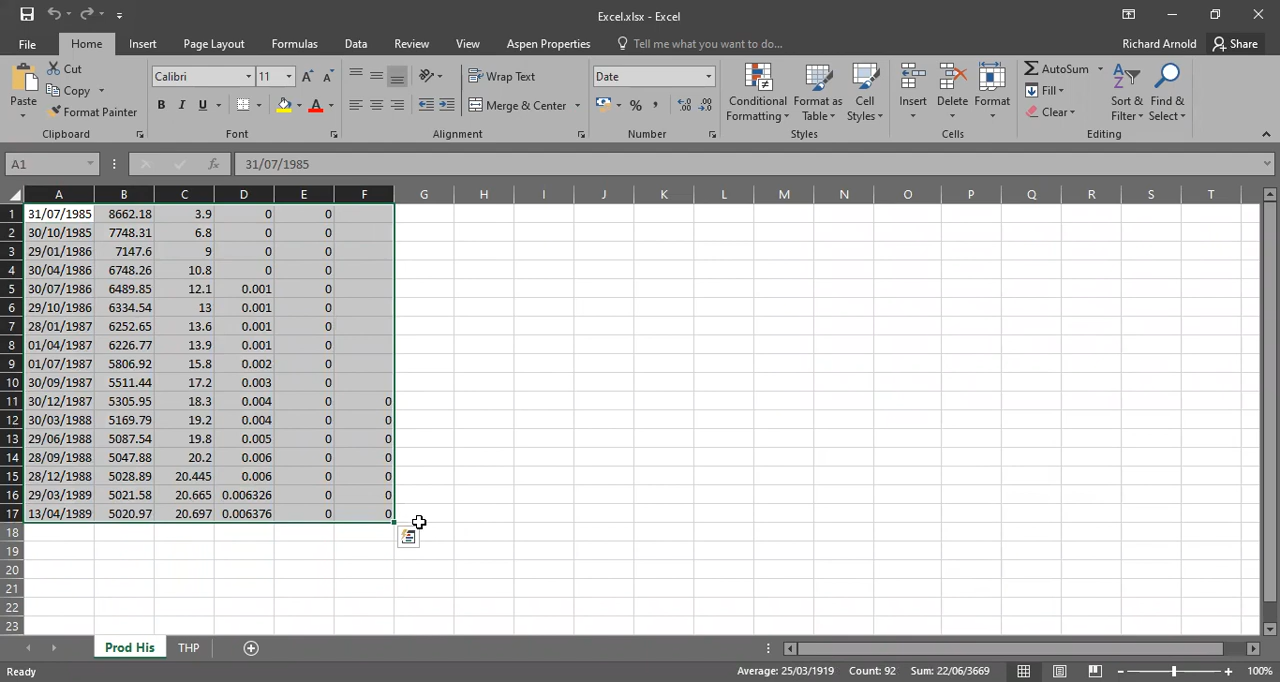 Excel.xlsx - Excel
File Home Insert Page Layout Formulas Data Review View Aspen Properties Tell me what you want to do... Richard Arnold Share
Paste Cut Copy Format Painter Clipboard
Calibri 11 A A B I U A Font
Wrap Text Merge & Center Alignment
Date % , .0 .00 Number
Conditional Formatting Format as Table Cell Styles Styles
Insert Delete Format Cells
AutoSum Fill Clear Sort & Filter Find & Select Editing
A1 fx 31/07/1985
A B C D E F G H I J K L M N O P Q R S T
1 31/07/1985 8662.18 3.9 0 0
2 30/10/1985 7748.31 6.8 0 0
3 29/01/1986 7147.6 9 0 0
4 30/04/1986 6748.26 10.8 0 0
5 30/07/1986 6489.85 12.1 0.001 0
6 29/10/1986 6334.54 13 0.001 0
7 28/01/1987 6252.65 13.6 0.001 0
8 01/04/1987 6226.77 13.9 0.001 0
9 01/07/1987 5806.92 15.8 0.002 0
10 30/09/1987 5511.44 17.2 0.003 0
11 30/12/1987 5305.95 18.3 0.004 0 0
12 30/03/1988 5169.79 19.2 0.004 0 0
13 29/06/1988 5087.54 19.8 0.005 0 0
14 28/09/1988 5047.88 20.2 0.006 0 0
15 28/12/1988 5028.89 20.445 0.006 0 0
16 29/03/1989 5021.58 20.665 0.006326 0 0
17 13/04/1989 5020.97 20.697 0.006376 0 0
18
19
20
21
22
23
Prod His THP
Ready Average: 25/03/1919 Count: 92 Sum: 22/06/3669 100%